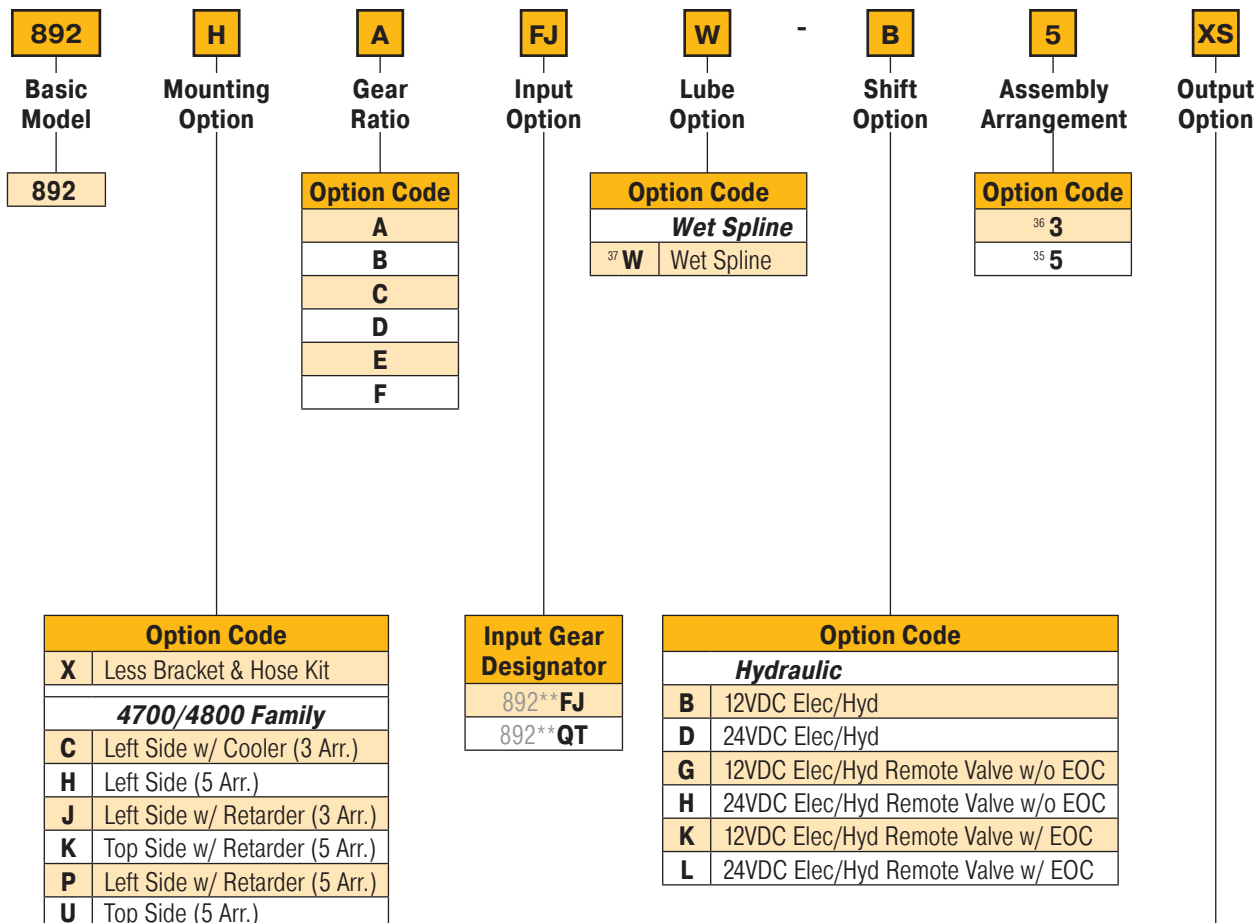 892 H A FJ W - B 5 XS
Basic Model
Mounting Option
Gear Ratio
Input Option
Lube Option
Shift Option
Assembly Arrangement
Output Option
892
Option Code
A
B
C
D
E
F
Option Code
Wet Spline
37 W Wet Spline
Option Code
36 3
35 5
Option Code
X Less Bracket & Hose Kit
4700/4800 Family
C Left Side w/ Cooler (3 Arr.)
H Left Side (5 Arr.)
J Left Side w/ Retarder (3 Arr.)
K Top Side w/ Retarder (5 Arr.)
P Left Side w/ Retarder (5 Arr.)
U Top Side (5 Arr.)
Input Gear
Designator
892**FJ
892**QT
Option Code
Hydraulic
B 12VDC Elec/Hyd
D 24VDC Elec/Hyd
G 12VDC Elec/Hyd Remote Valve w/o EOC
H 24VDC Elec/Hyd Remote Valve w/o EOC
K 12VDC Elec/Hyd Remote Valve w/ EOC
L 24VDC Elec/Hyd Remote Valve w/ EOC